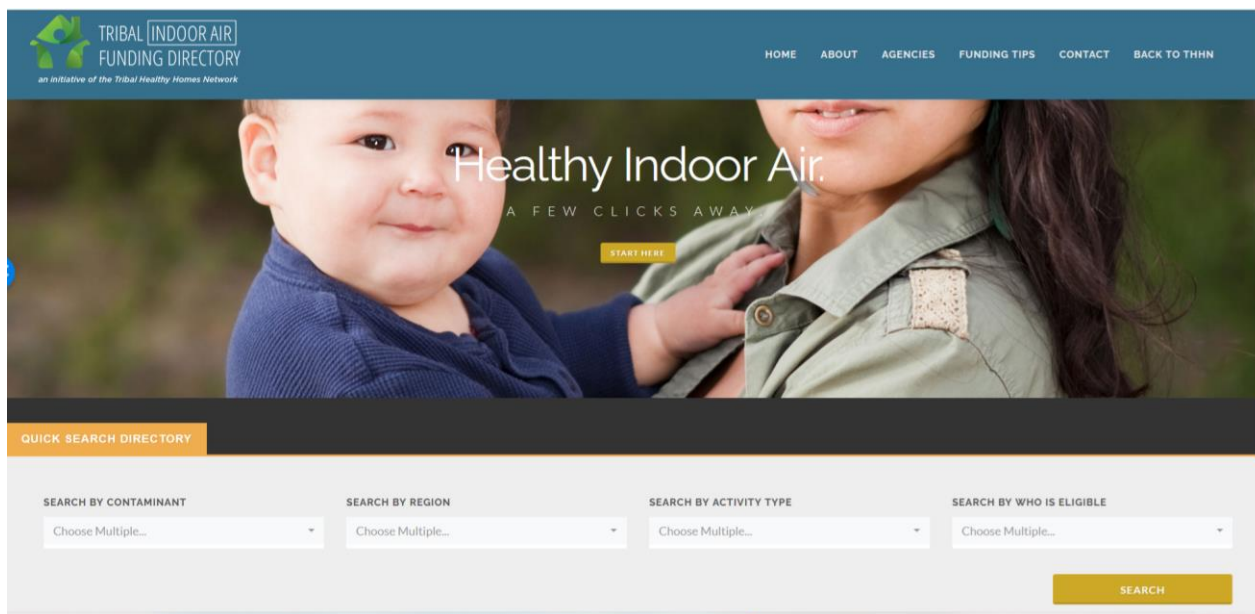 TRIBAL INDOOR AIR
FUNDING DIRECTORY
an initiative of the Tribal Healthy Homes Network
HOME ABOUT AGENCIES FUNDING TIPS CONTACT BACK TO THHN
Healthy Indoor Air.
A FEW CLICKS AWAY.
START HERE
QUICK SEARCH DIRECTORY
SEARCH BY CONTAMINANT SEARCH BY REGION SEARCH BY ACTIVITY TYPE SEARCH BY WHO IS ELIGIBLE
Choose Multiple... Choose Multiple... Choose Multiple... Choose Multiple...
SEARCH